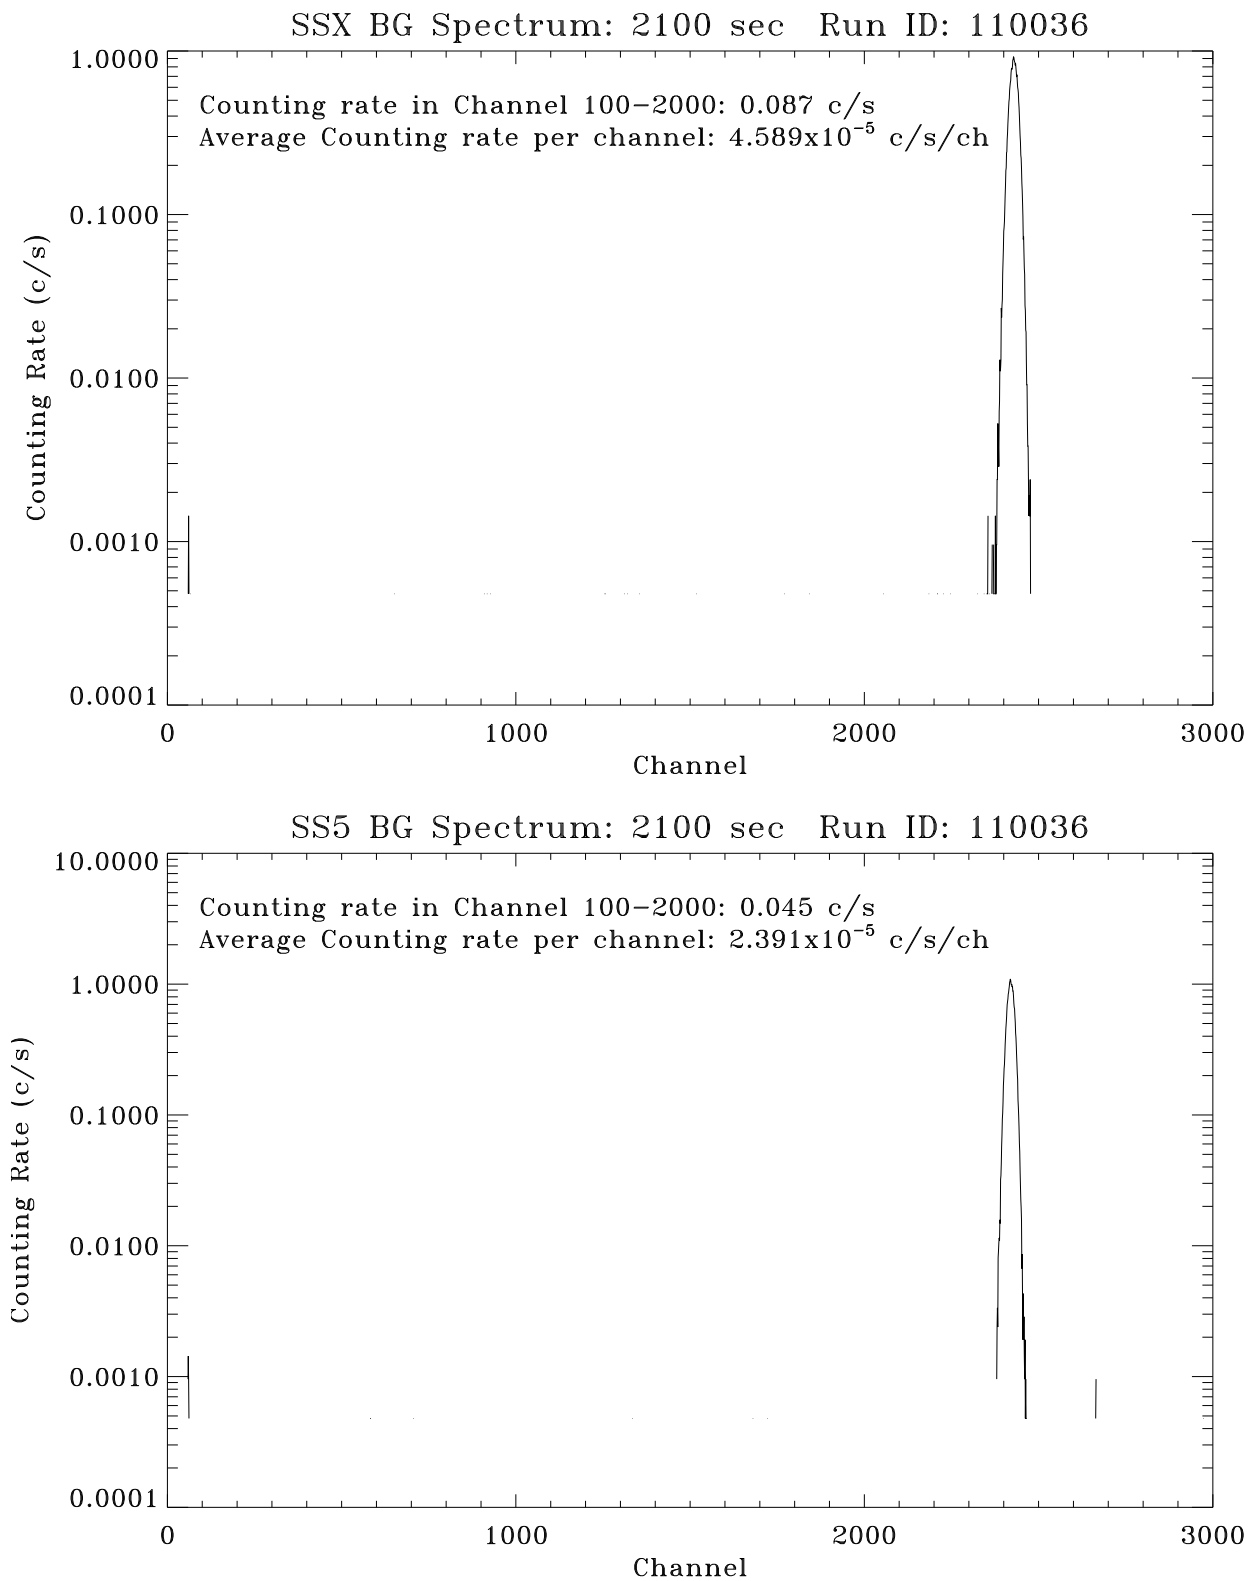 SSX BG Spectrum: 2100 sec Run ID: 110036
1.0000
Counting rate in Channel 100-2000: 0.087 c/s
Average Counting rate per channel: 4.589x10⁻⁵ c/s/ch
0.1000
0.0100
0.0010
0.0001
Counting Rate (c/s)
0 1000 2000 3000
Channel
SS5 BG Spectrum: 2100 sec Run ID: 110036
10.0000
Counting rate in Channel 100-2000: 0.045 c/s
Average Counting rate per channel: 2.391x10⁻⁵ c/s/ch
1.0000
0.1000
0.0100
0.0010
0.0001
Counting Rate (c/s)
0 1000 2000 3000
Channel